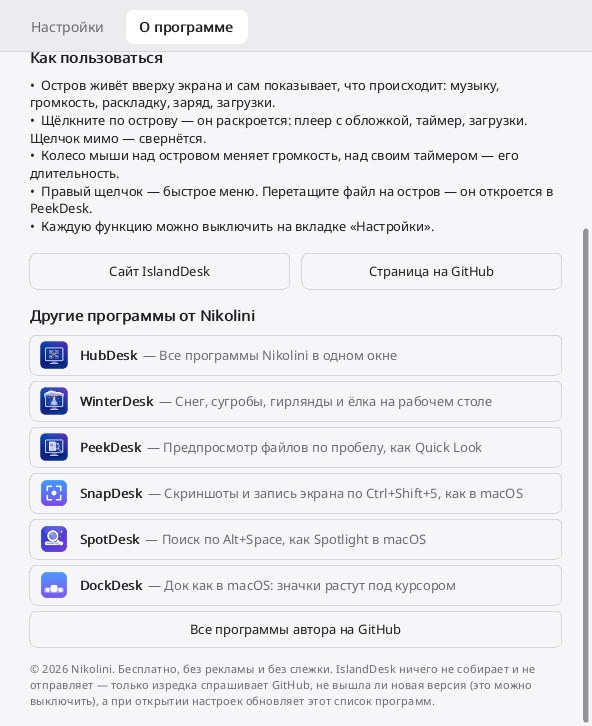 Настройки О программе
Как пользоваться
• Остров живёт вверху экрана и сам показывает, что происходит: музыку,
громкость, раскладку, заряд, загрузки.
• Щёлкните по острову — он раскроется: плеер с обложкой, таймер, загрузки.
Щелчок мимо — свернётся.
• Колесо мыши над островом меняет громкость, над своим таймером — его
длительность.
• Правый щелчок — быстрое меню. Перетащите файл на остров — он откроется в
PeekDesk.
• Каждую функцию можно выключить на вкладке «Настройки».
Сайт IslandDesk Страница на GitHub
Другие программы от Nikolini
HubDesk — Все программы Nikolini в одном окне
WinterDesk — Снег, сугробы, гирлянды и ёлка на рабочем столе
PeekDesk — Предпросмотр файлов по пробелу, как Quick Look
SnapDesk — Скриншоты и запись экрана по Ctrl+Shift+5, как в macOS
SpotDesk — Поиск по Alt+Space, как Spotlight в macOS
DockDesk — Док как в macOS: значки растут под курсором
Все программы автора на GitHub
© 2026 Nikolini. Бесплатно, без рекламы и без слежки. IslandDesk ничего не собирает и не
отправляет — только изредка спрашивает GitHub, не вышла ли новая версия (это можно
выключить), а при открытии настроек обновляет этот список программ.